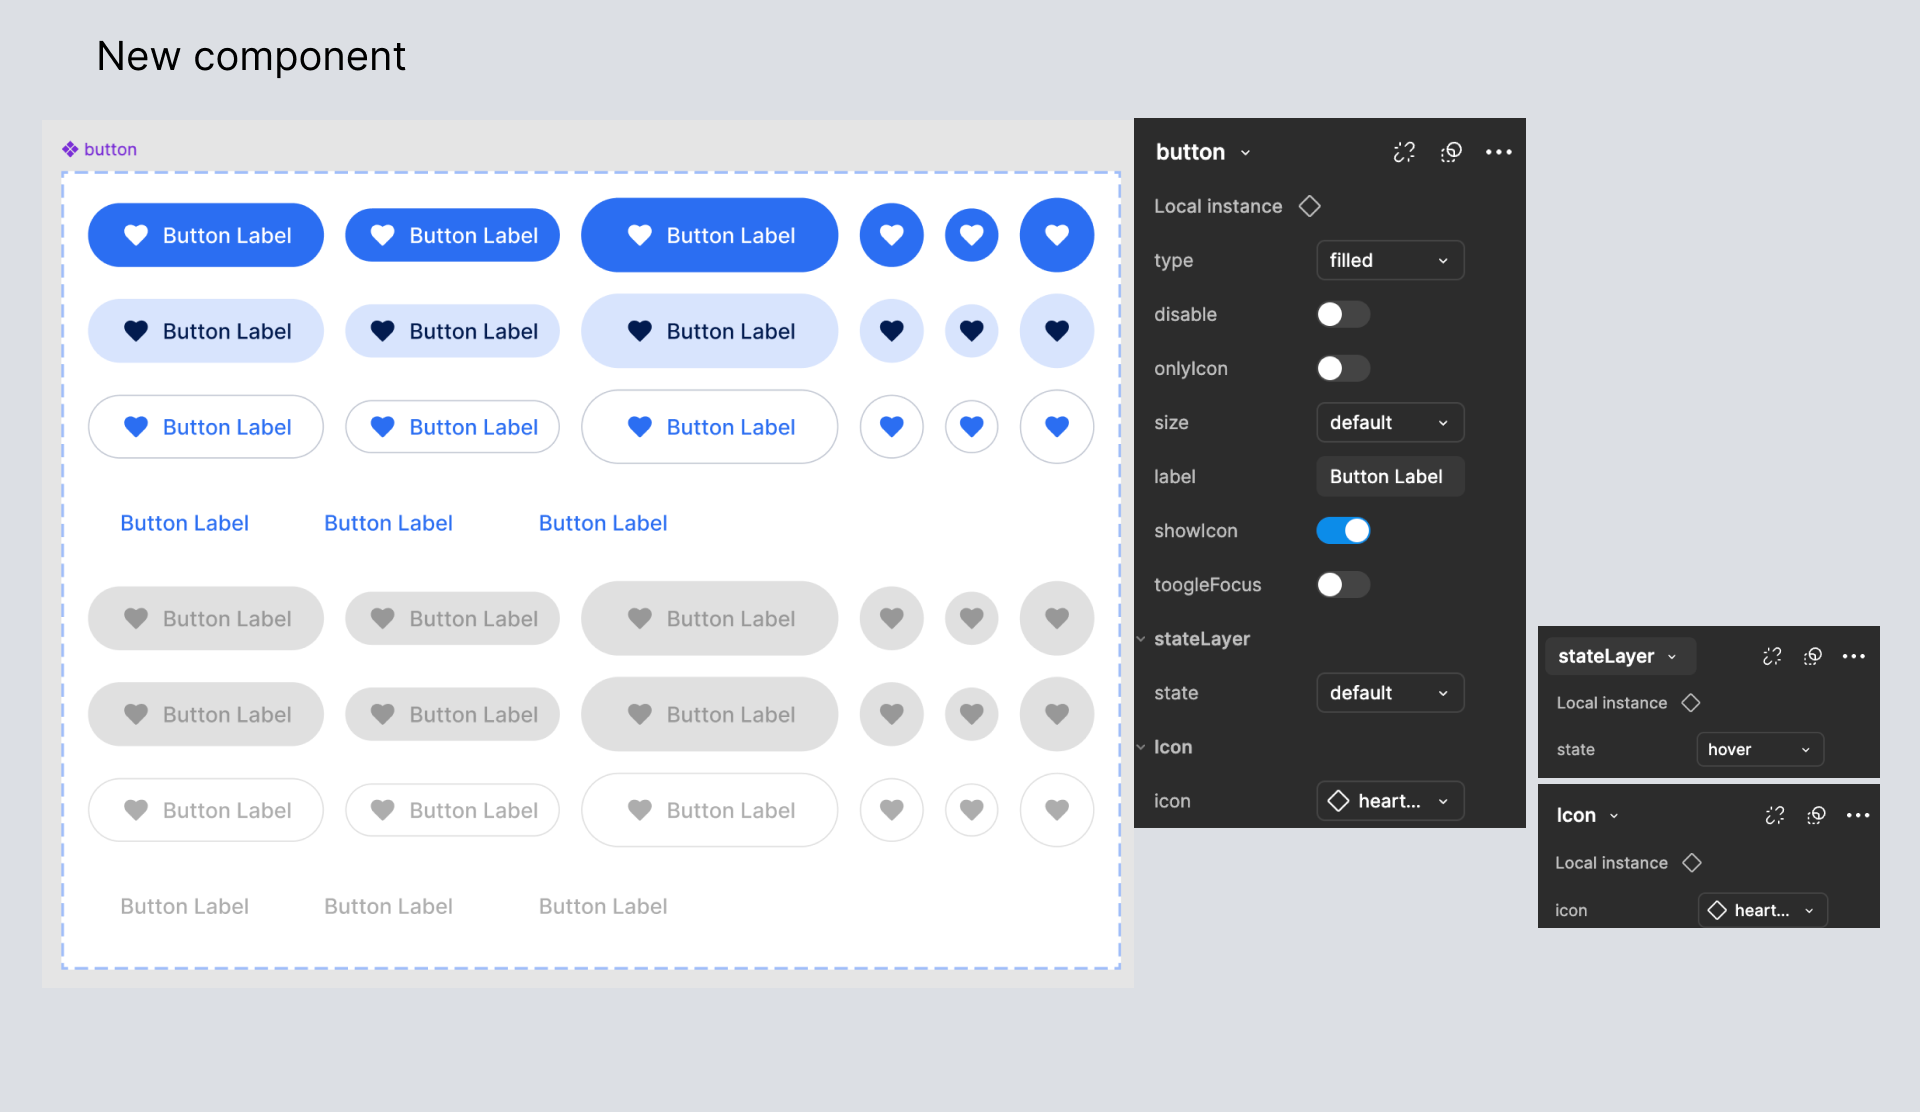 New component
button
Button Label Button Label Button Label
Button Label Button Label Button Label
Button Label Button Label Button Label
Button Label Button Label Button Label
Button Label Button Label Button Label
Button Label Button Label Button Label
Button Label Button Label Button Label
Button Label Button Label Button Label
button
Local instance
type filled
disable
onlyIcon
size default
label Button Label
showIcon
toogleFocus
stateLayer
state default
Icon
icon heart...
stateLayer
Local instance
state hover
Icon
Local instance
icon heart...